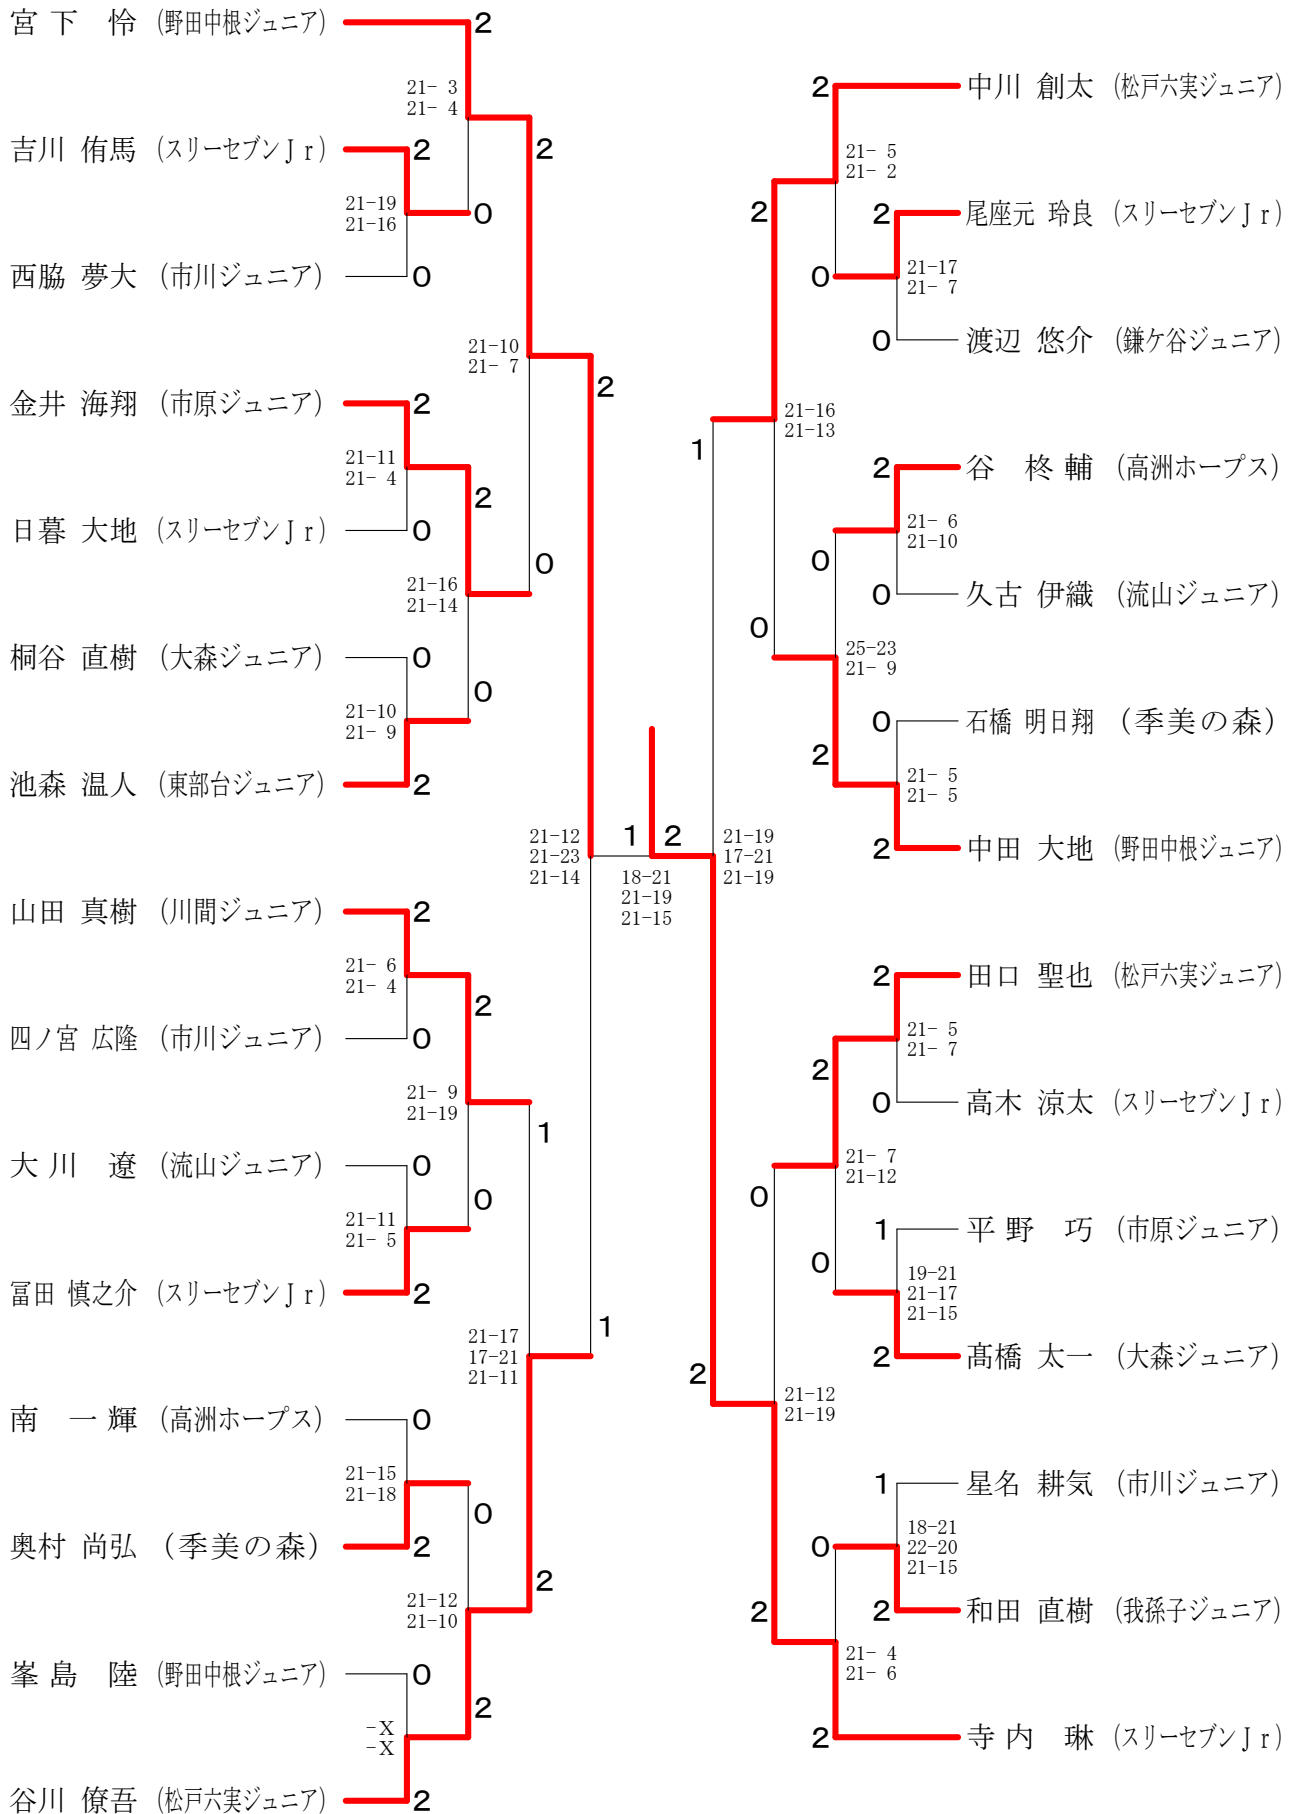 宮下 怜 (野田中根ジュニア) 2
21- 3
21- 4
吉川 侑馬 (スリーセブンＪｒ) 2
2
21-19
21-16
0
西脇 夢大 (市川ジュニア) 0
21-10
21- 7
2
金井 海翔 (市原ジュニア) 2
21-11
21- 4
2
日暮 大地 (スリーセブンＪｒ) 0
0
21-16
21-14
桐谷 直樹 (大森ジュニア) 0
0
21-10
21- 9
池森 温人 (東部台ジュニア) 2
21-12
21-23
21-14
山田 真樹 (川間ジュニア) 2
21- 6
21- 4
2
四ノ宮 広隆 (市川ジュニア) 0
21- 9
21-19
1
大川 遼 (流山ジュニア) 0
0
21-11
21- 5
冨田 慎之介 (スリーセブンＪｒ) 2
1
21-17
17-21
21-11
南 一輝 (高洲ホープス) 0
21-15
21-18
0
奥村 尚弘 (季美の森) 2
2
21-12
21-10
峯島 陸 (野田中根ジュニア) 0
2
-X
-X
谷川 僚吾 (松戸六実ジュニア) 2
1 2
18-21
21-19
21-15
2 中川 創太 (松戸六実ジュニア)
21- 5
21- 2
2
2 尾座元 玲良 (スリーセブンＪｒ)
0
21-17
21- 7
0 渡辺 悠介 (鎌ケ谷ジュニア)
21-16
21-13
1
2 谷 柊輔 (高洲ホープス)
21- 6
21-10
0
0 久古 伊織 (流山ジュニア)
0
25-23
21- 9
0 石橋 明日翔 (季美の森)
2
21- 5
21- 5
2 中田 大地 (野田中根ジュニア)
21-19
17-21
21-19
2 田口 聖也 (松戸六実ジュニア)
21- 5
21- 7
2
0 高木 涼太 (スリーセブンＪｒ)
21- 7
21-12
0
1 平野 巧 (市原ジュニア)
0
19-21
21-17
21-15
2 髙橋 太一 (大森ジュニア)
2
21-12
21-19
1 星名 耕気 (市川ジュニア)
18-21
22-20
21-15
0
2 和田 直樹 (我孫子ジュニア)
2
21- 4
21- 6
2 寺内 琳 (スリーセブンＪｒ)